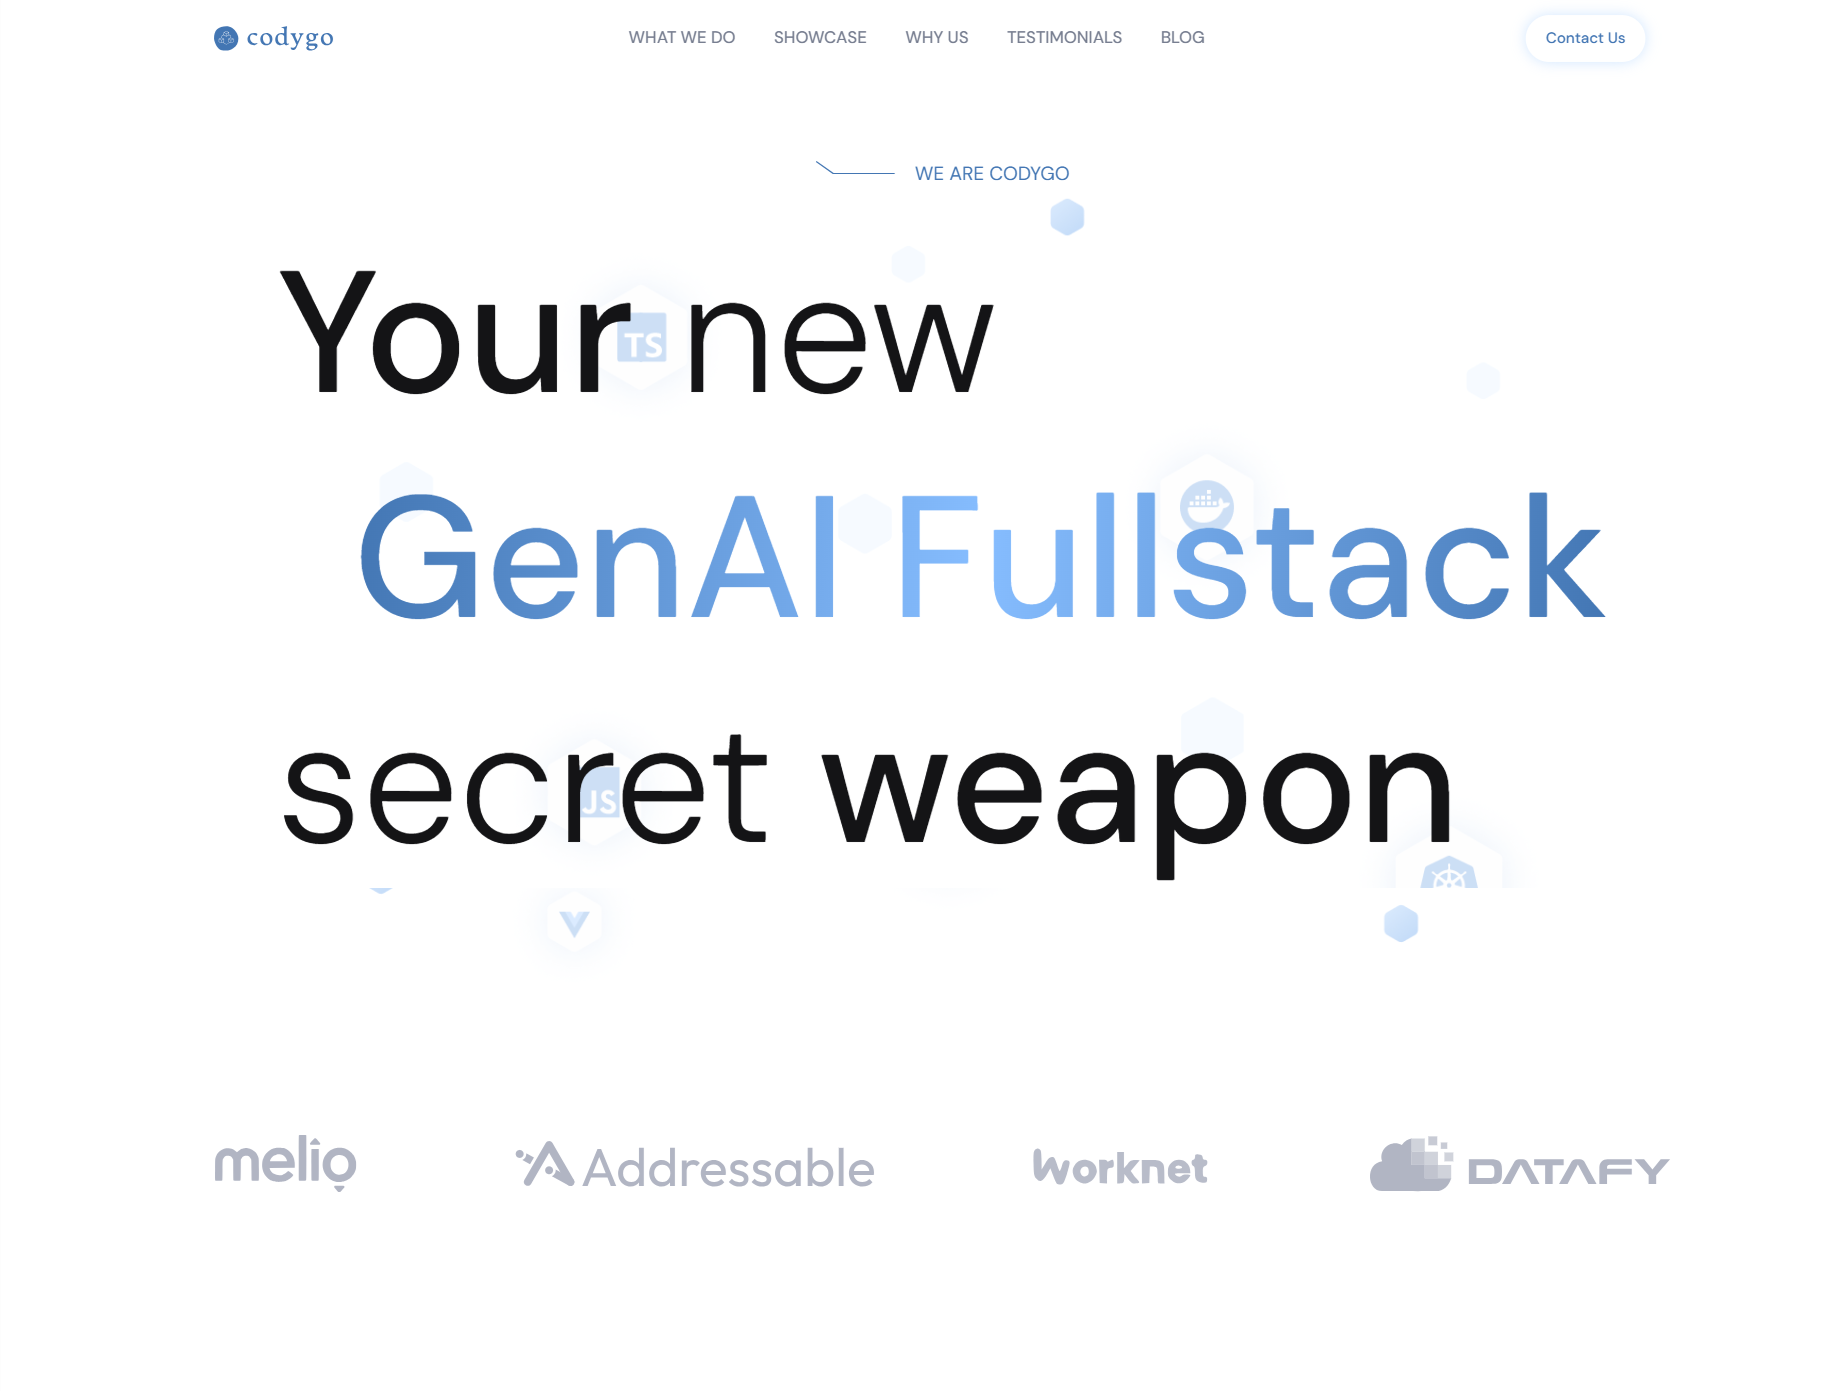 codygo
WHAT WE DO
SHOWCASE
WHY US
TESTIMONIALS
BLOG
Contact Us
WE ARE CODYGO
Your new
TS
GenAI Fullstack
secret weapon
JS
melio
Addressable
worknet
DATAFY